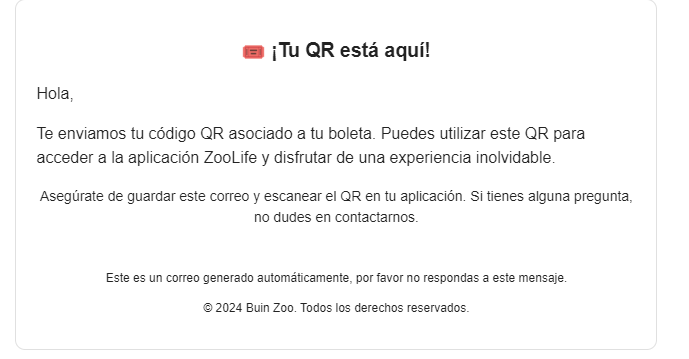 ¡Tu QR está aquí!
Hola,
Te enviamos tu código QR asociado a tu boleta. Puedes utilizar este QR para
acceder a la aplicación ZooLife y disfrutar de una experiencia inolvidable.
Asegúrate de guardar este correo y escanear el QR en tu aplicación. Si tienes alguna pregunta,
no dudes en contactarnos.
Este es un correo generado automáticamente, por favor no respondas a este mensaje.
© 2024 Buin Zoo. Todos los derechos reservados.